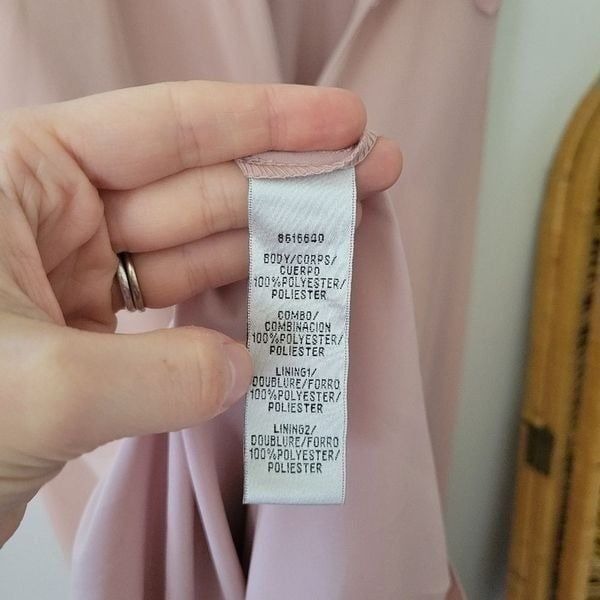 8616640
BODY/CORPS/
CUERPO
100%POLYESTER/
POLIESTER
COMBO/
COMBINACION
100%POLYESTER/
POLIESTER
LINING1/
DOUBLURE/FORRO
100%POLYESTER/
POLIESTER
LINING2/
DOUBLURE/FORRO
100%POLYESTER/
POLIESTER